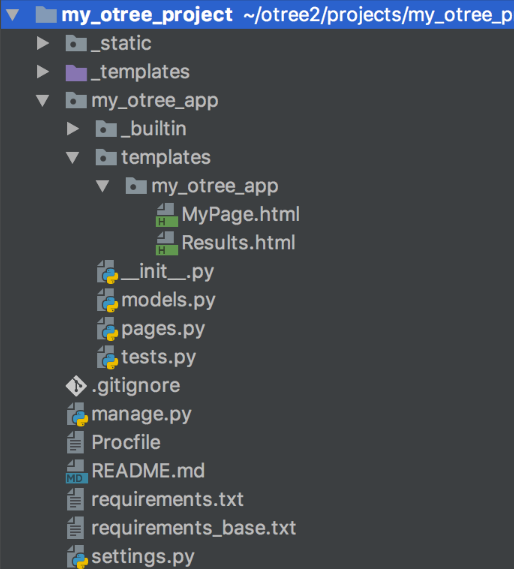 my_otree_project ~/otree2/projects/my_otree_p
_static
_templates
my_otree_app
_builtin
templates
my_otree_app
MyPage.html
Results.html
__init__.py
models.py
pages.py
tests.py
.gitignore
manage.py
Procfile
README.md
requirements.txt
requirements_base.txt
settings.py